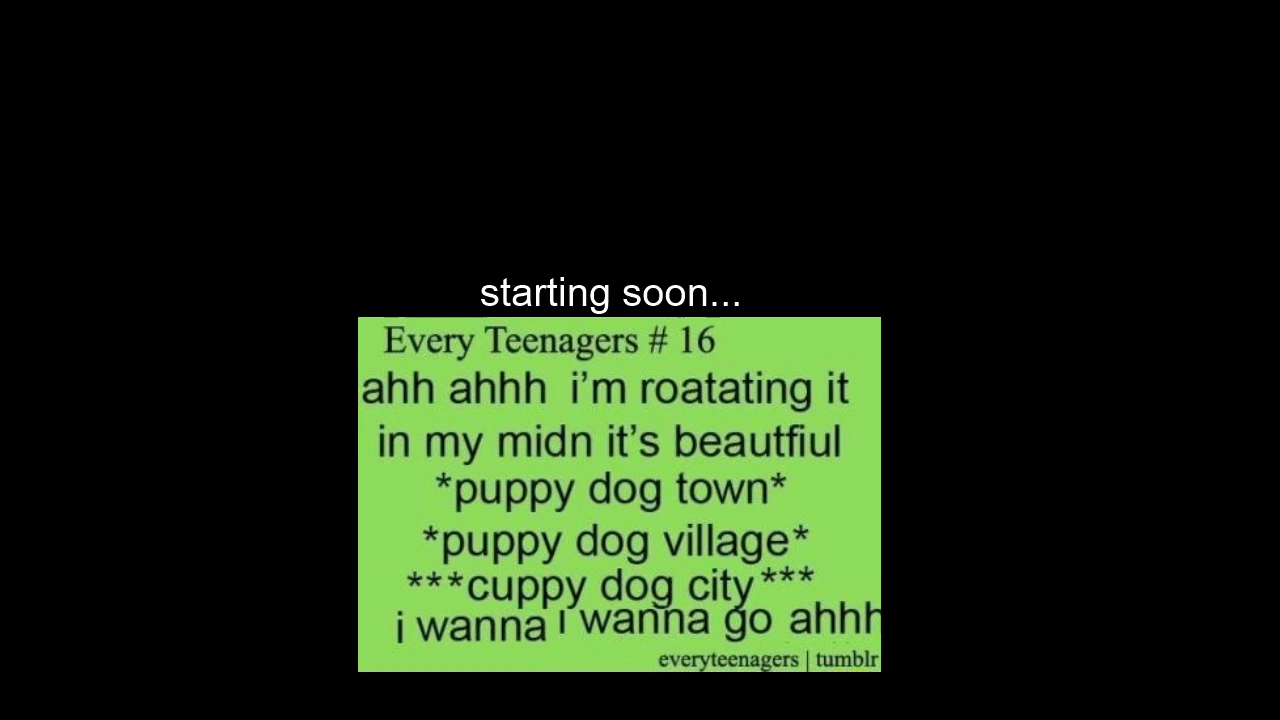 starting soon...
Every Teenagers # 16
ahh ahhh i’m roatating it
in my midn it’s beautfiul
*puppy dog town*
*puppy dog village*
***cuppy dog city***
i wanna i wanna go ahhh
everyteenagers | tumblr